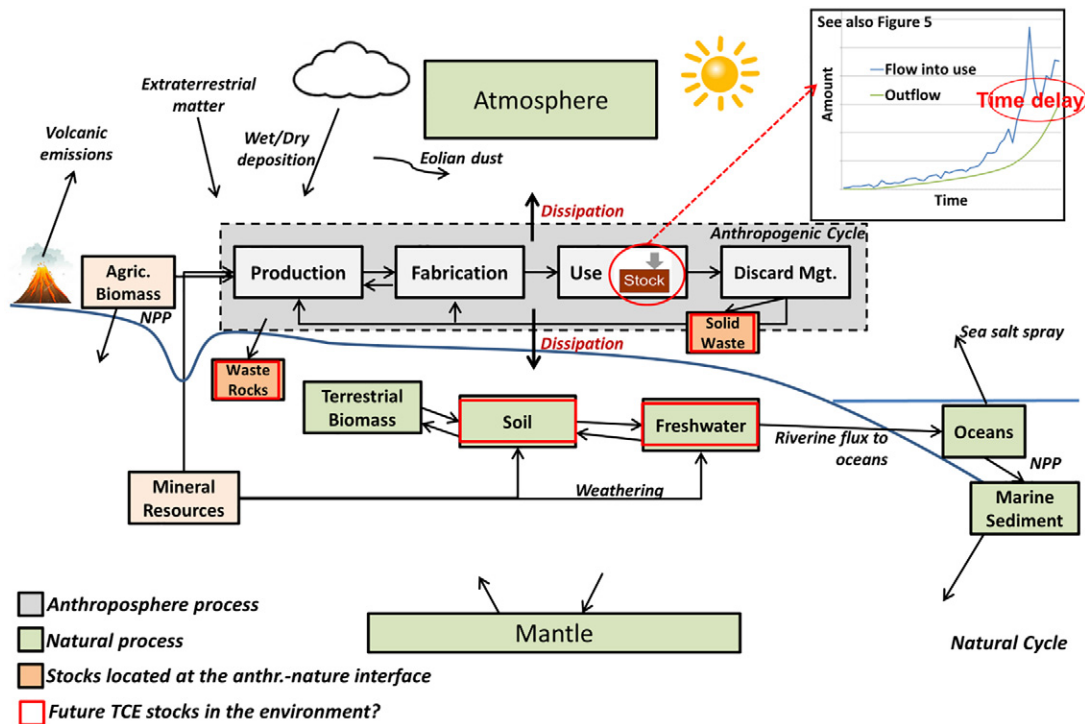 See also Figure 5
Flow into use
Outflow
Time delay
Amount
Time
Extraterrestrial
matter
Atmosphere
Volcanic
emissions
Wet/Dry
deposition
Eolian dust
Dissipation
Anthropogenic Cycle
Agric.
Biomass
Production
Fabrication
Use
Stock
Discard Mgt.
NPP
Solid
Waste
Dissipation
Sea salt spray
Waste
Rocks
Terrestrial
Biomass
Soil
Freshwater
Oceans
Riverine flux to
oceans
NPP
Mineral
Resources
Weathering
Marine
Sediment
Anthroposphere process
Natural process
Mantle
Natural Cycle
Stocks located at the anthr.-nature interface
Future TCE stocks in the environment?